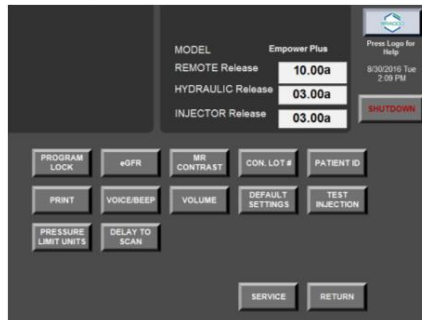 BRACCO
MODEL Empower Plus
Press Logo for
Help
REMOTE Release 10.00a
8/30/2016 Tue
2:09 PM
HYDRAULIC Release 03.00a
INJECTOR Release 03.00a
SHUTDOWN
PROGRAM
LOCK
eGFR
MR
CONTRAST
CON. LOT #
PATIENT ID
PRINT
VOICE/BEEP
VOLUME
DEFAULT
SETTINGS
TEST
INJECTION
PRESSURE
LIMIT UNITS
DELAY TO
SCAN
SERVICE
RETURN